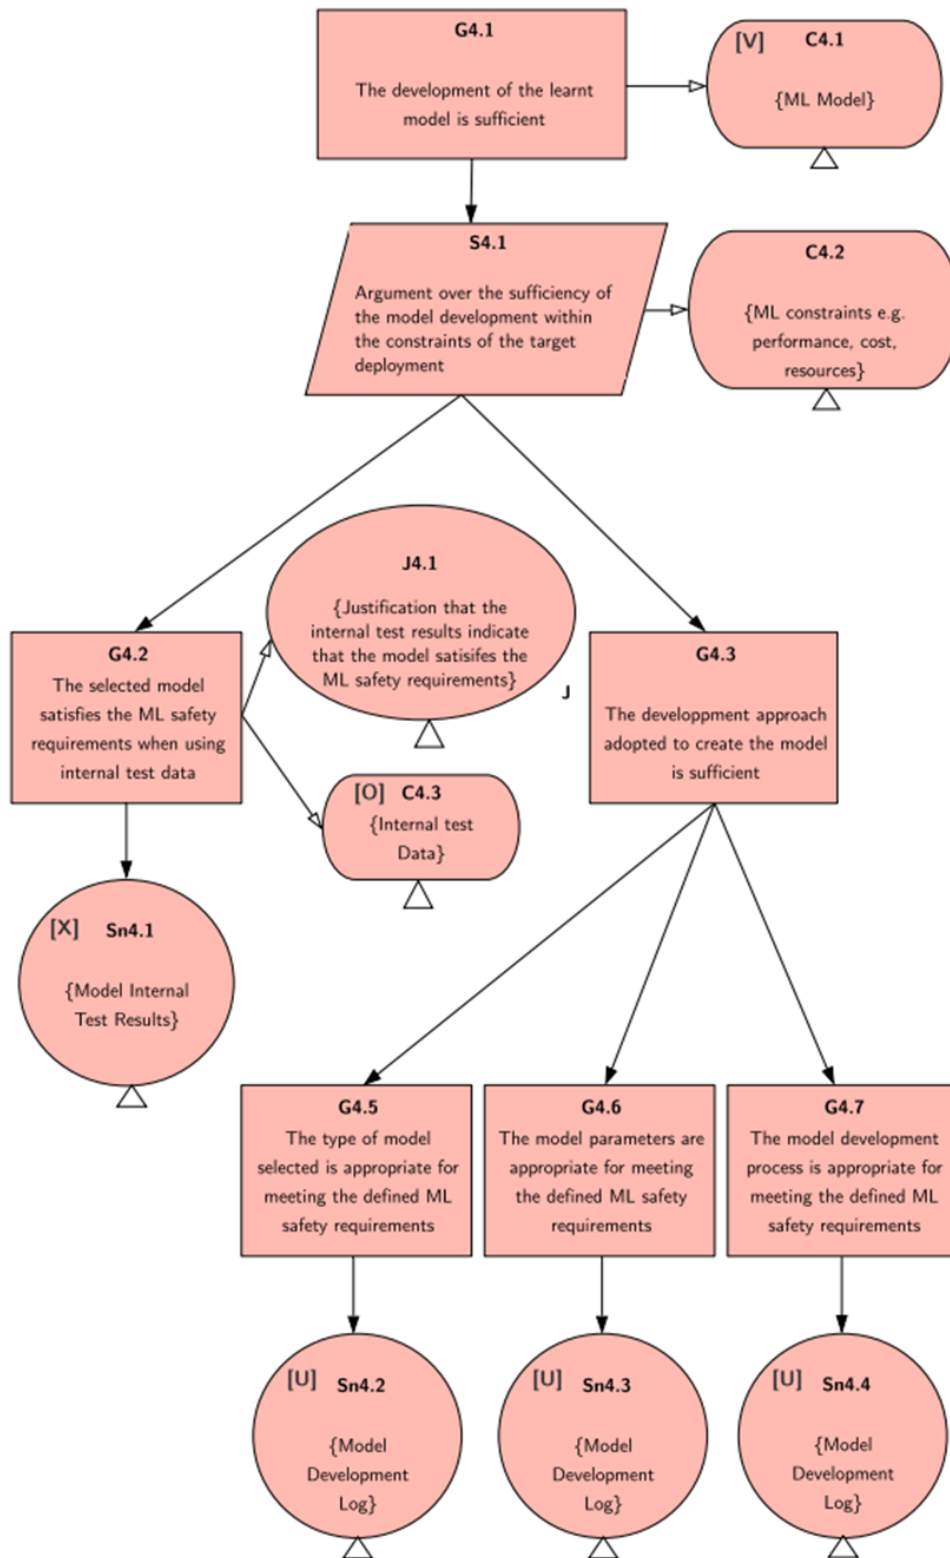 G4.1
The development of the learnt
model is sufficient
[V] C4.1
{ML Model}
S4.1
Argument over the sufficiency of
the model development within
the constraints of the target
deployment
C4.2
{ML constraints e.g.
performance, cost,
resources}
J4.1
{Justification that the
internal test results indicate
that the model satisifes the
ML safety requirements}
J
G4.2
The selected model
satisfies the ML safety
requirements when using
internal test data
G4.3
The developpment approach
adopted to create the model
is sufficient
[O] C4.3
{Internal test
Data}
[X] Sn4.1
{Model Internal
Test Results}
G4.5
The type of model
selected is appropriate for
meeting the defined ML
safety requirements
G4.6
The model parameters are
appropriate for meeting
the defined ML safety
requirements
G4.7
The model development
process is appropriate for
meeting the defined ML
safety requirements
[U] Sn4.2
{Model
Development
Log}
[U] Sn4.3
{Model
Development
Log}
[U] Sn4.4
{Model
Development
Log}